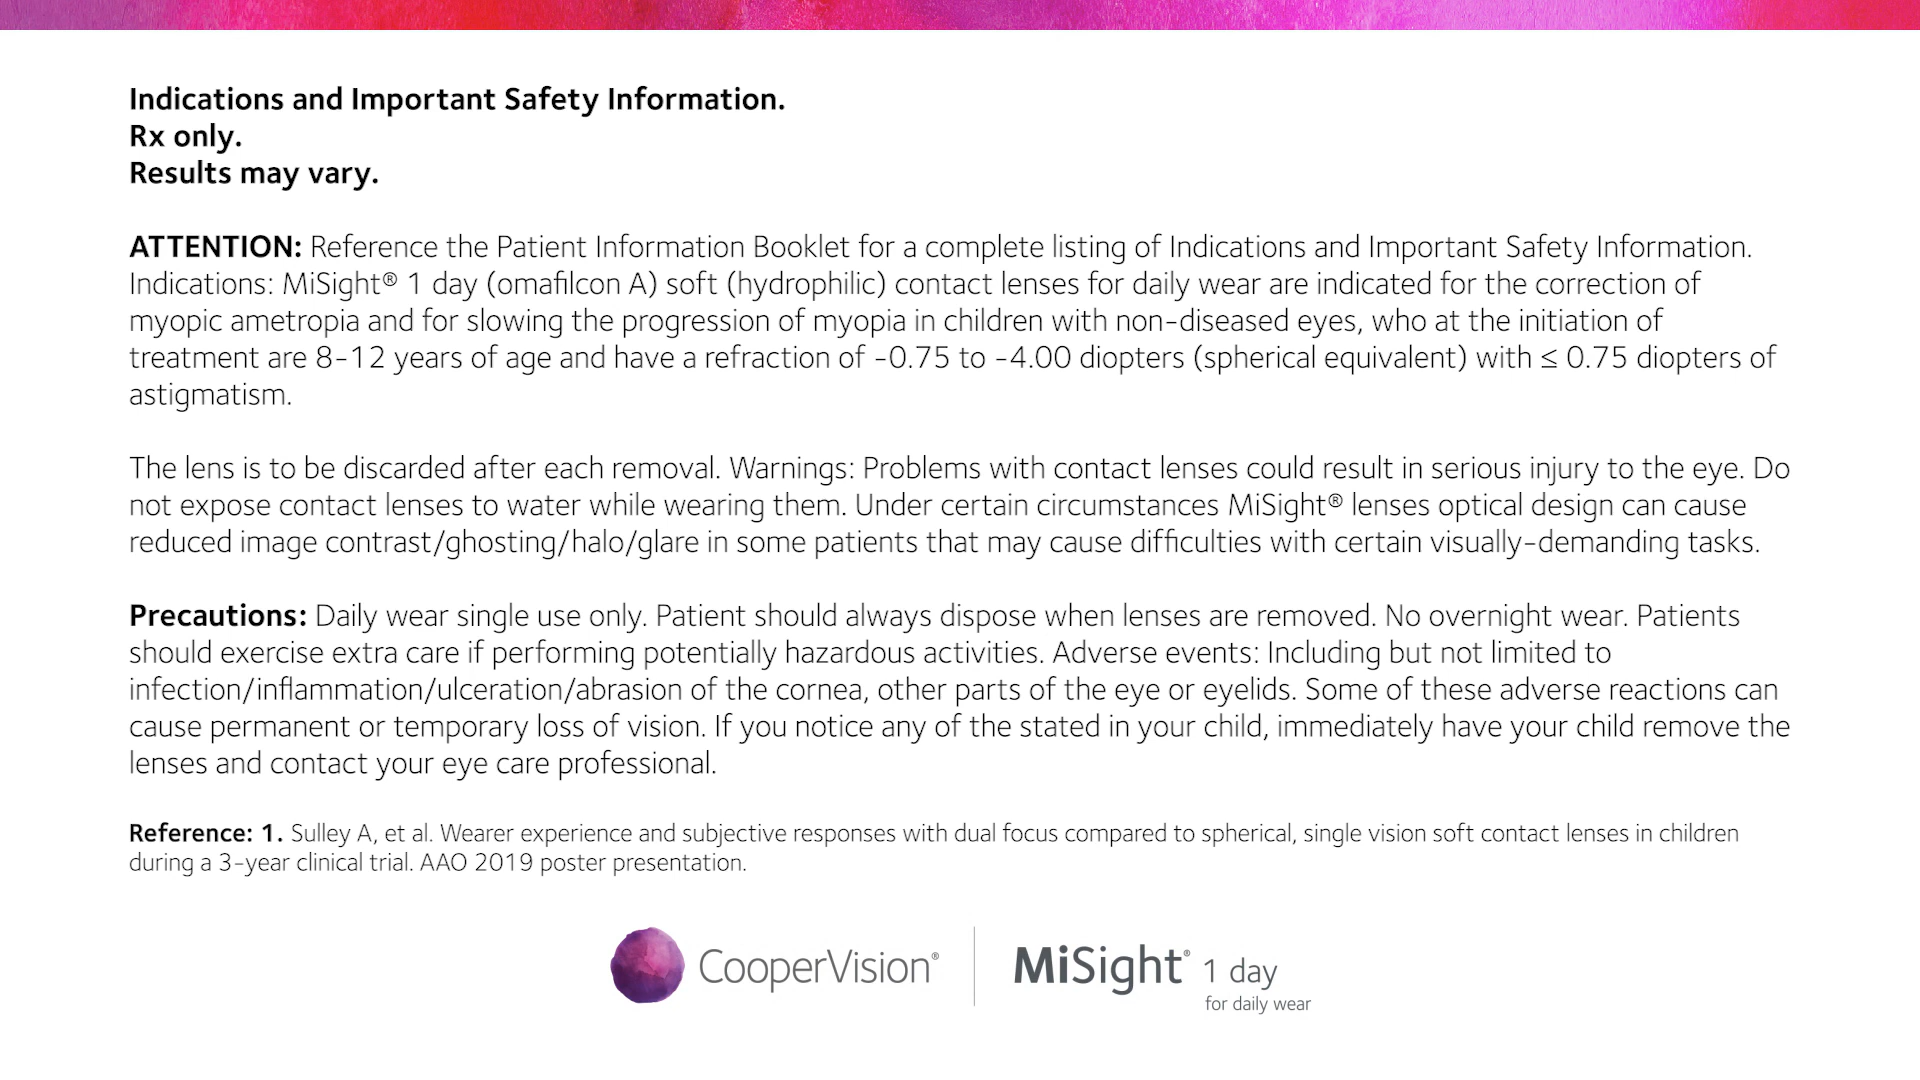 Indications and Important Safety Information.
Rx only.
Results may vary.
ATTENTION: Reference the Patient Information Booklet for a complete listing of Indications and Important Safety Information.
Indications: MiSight® 1 day (omafilcon A) soft (hydrophilic) contact lenses for daily wear are indicated for the correction of
myopic ametropia and for slowing the progression of myopia in children with non-diseased eyes, who at the initiation of
treatment are 8-12 years of age and have a refraction of -0.75 to -4.00 diopters (spherical equivalent) with ≤ 0.75 diopters of
astigmatism.
The lens is to be discarded after each removal. Warnings: Problems with contact lenses could result in serious injury to the eye. Do
not expose contact lenses to water while wearing them. Under certain circumstances MiSight® lenses optical design can cause
reduced image contrast/ghosting/halo/glare in some patients that may cause difficulties with certain visually-demanding tasks.
Precautions: Daily wear single use only. Patient should always dispose when lenses are removed. No overnight wear. Patients
should exercise extra care if performing potentially hazardous activities. Adverse events: Including but not limited to
infection/inflammation/ulceration/abrasion of the cornea, other parts of the eye or eyelids. Some of these adverse reactions can
cause permanent or temporary loss of vision. If you notice any of the stated in your child, immediately have your child remove the
lenses and contact your eye care professional.
Reference: 1. Sulley A, et al. Wearer experience and subjective responses with dual focus compared to spherical, single vision soft contact lenses in children
during a 3-year clinical trial. AAO 2019 poster presentation.
CooperVision® MiSight® 1 day
for daily wear